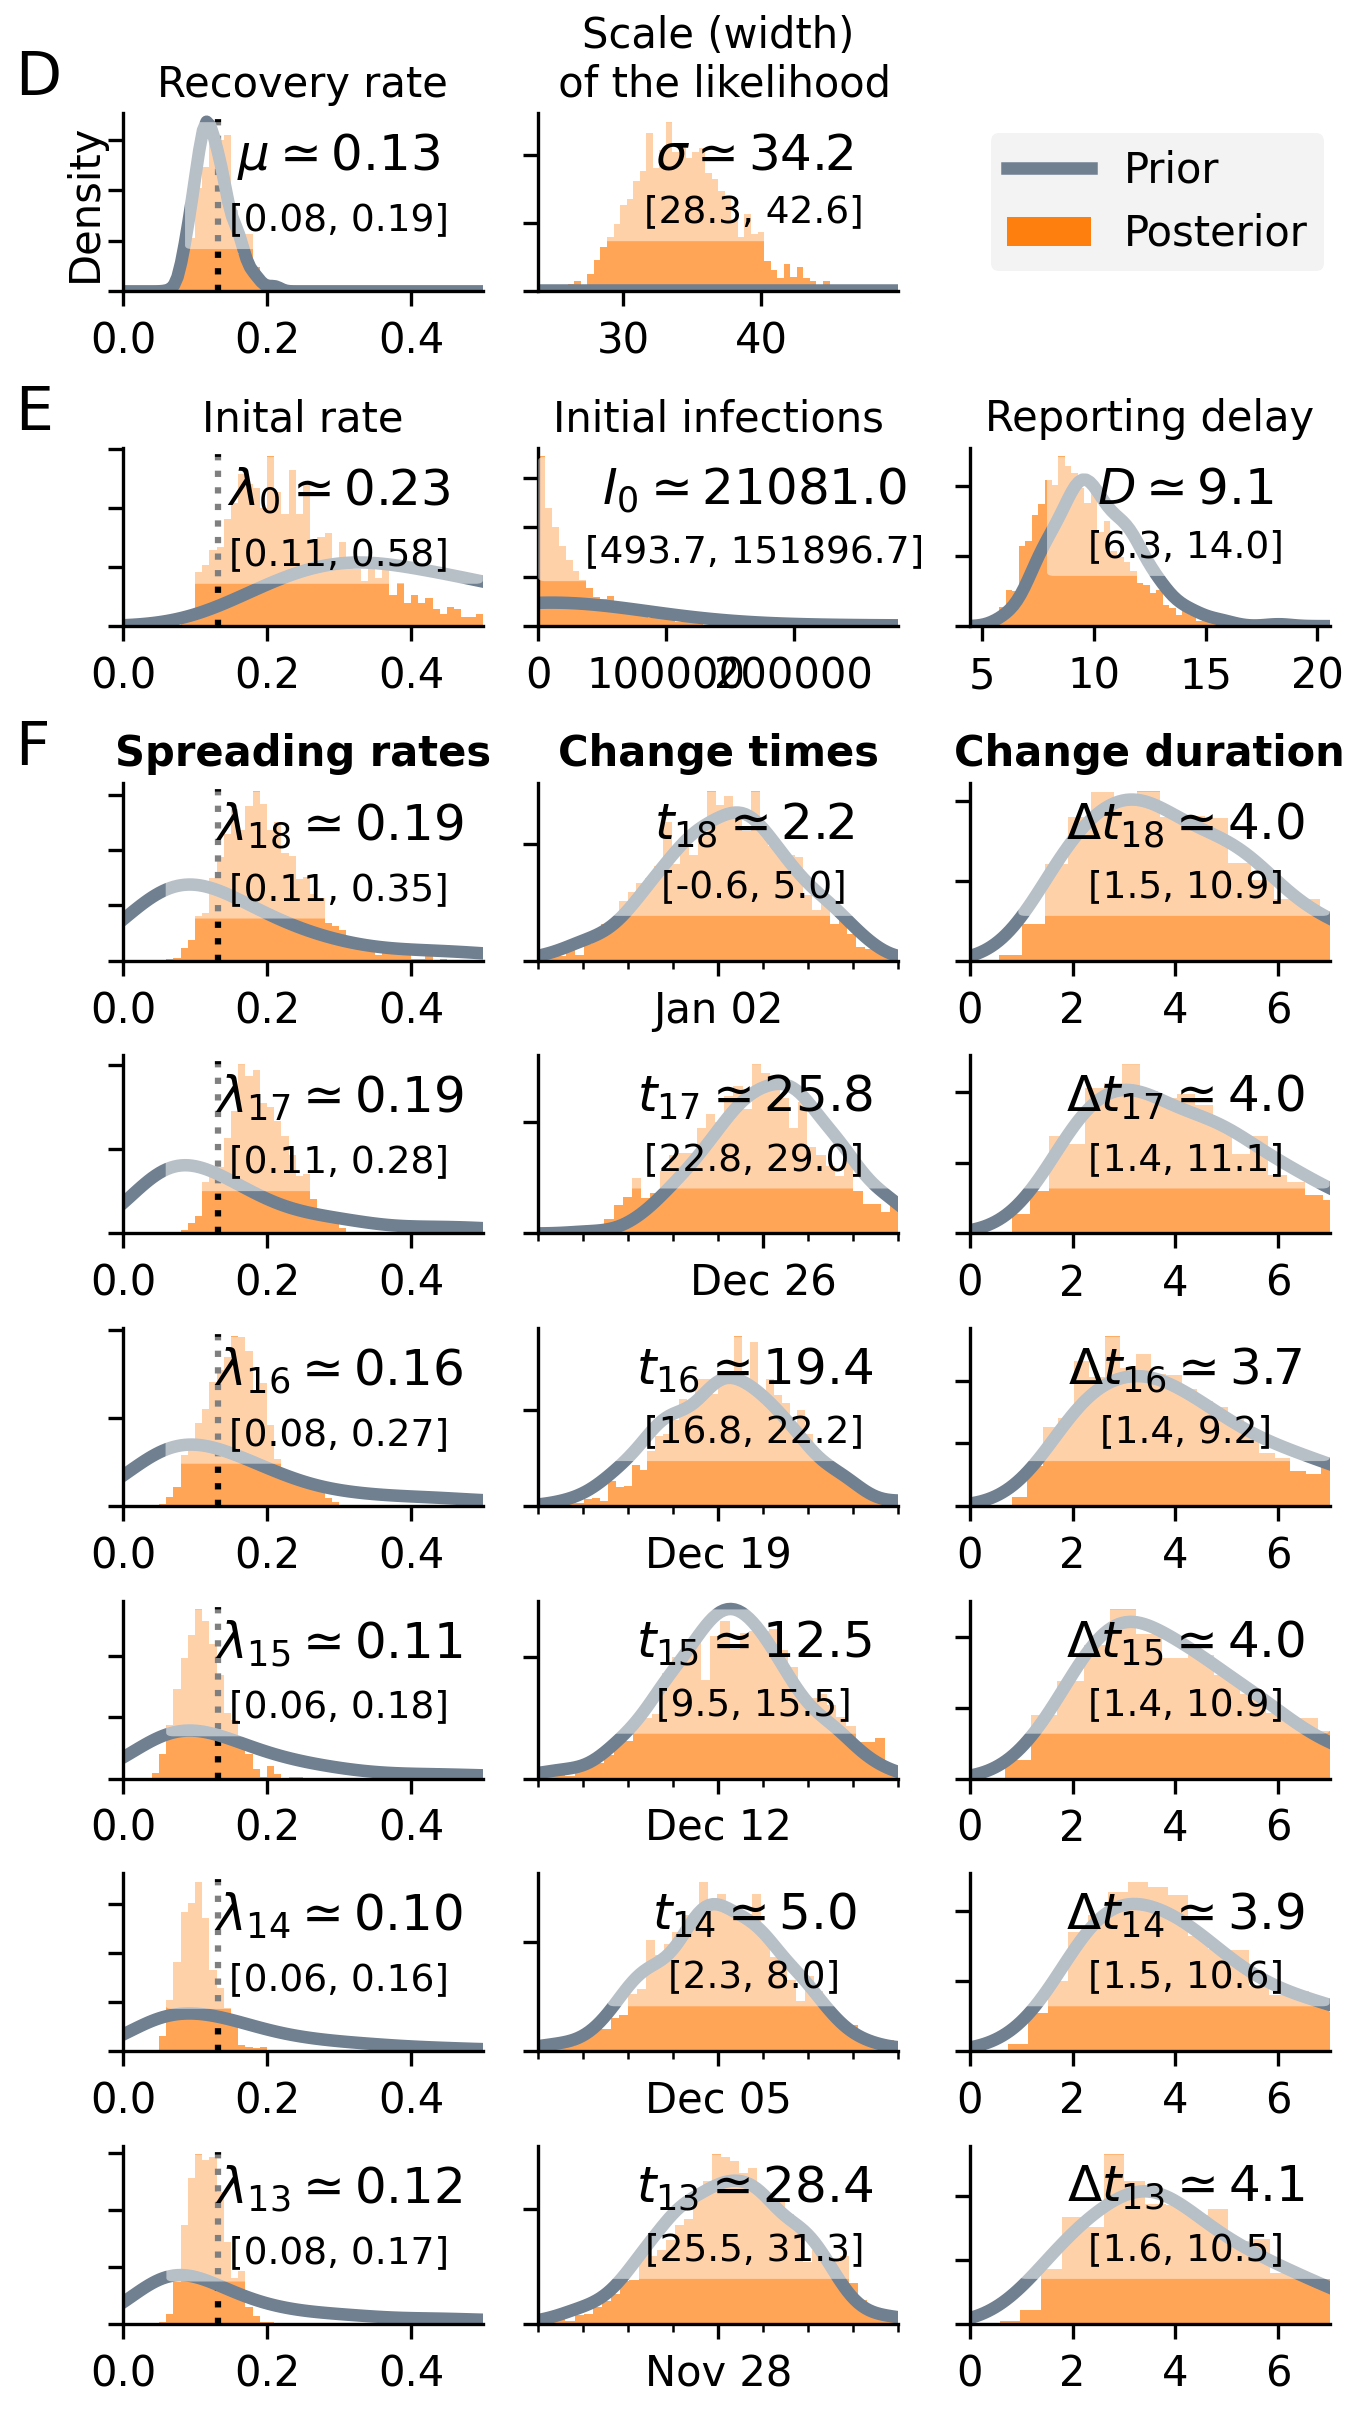 D
Recovery rate
Scale (width)
of the likelihood
Density
μ ≃ 0.13
[0.08, 0.19]
σ ≃ 34.2
[28.3, 42.6]
Prior
Posterior
0.0 0.2 0.4
30 40
E
Inital rate
Initial infections
Reporting delay
λ0 ≃ 0.23
[0.11, 0.58]
I0 ≃ 21081.0
[493.7, 151896.7]
D ≃ 9.1
[6.3, 14.0]
0.0 0.2 0.4
0 100000 200000
5 10 15 20
F
Spreading rates
Change times
Change duration
λ18 ≃ 0.19
[0.11, 0.35]
t18 ≃ 2.2
[-0.6, 5.0]
Δt18 ≃ 4.0
[1.5, 10.9]
0.0 0.2 0.4
Jan 02
0 2 4 6
λ17 ≃ 0.19
[0.11, 0.28]
t17 ≃ 25.8
[22.8, 29.0]
Δt17 ≃ 4.0
[1.4, 11.1]
0.0 0.2 0.4
Dec 26
0 2 4 6
λ16 ≃ 0.16
[0.08, 0.27]
t16 ≃ 19.4
[16.8, 22.2]
Δt16 ≃ 3.7
[1.4, 9.2]
0.0 0.2 0.4
Dec 19
0 2 4 6
λ15 ≃ 0.11
[0.06, 0.18]
t15 ≃ 12.5
[9.5, 15.5]
Δt15 ≃ 4.0
[1.4, 10.9]
0.0 0.2 0.4
Dec 12
0 2 4 6
λ14 ≃ 0.10
[0.06, 0.16]
t14 ≃ 5.0
[2.3, 8.0]
Δt14 ≃ 3.9
[1.5, 10.6]
0.0 0.2 0.4
Dec 05
0 2 4 6
λ13 ≃ 0.12
[0.08, 0.17]
t13 ≃ 28.4
[25.5, 31.3]
Δt13 ≃ 4.1
[1.6, 10.5]
0.0 0.2 0.4
Nov 28
0 2 4 6